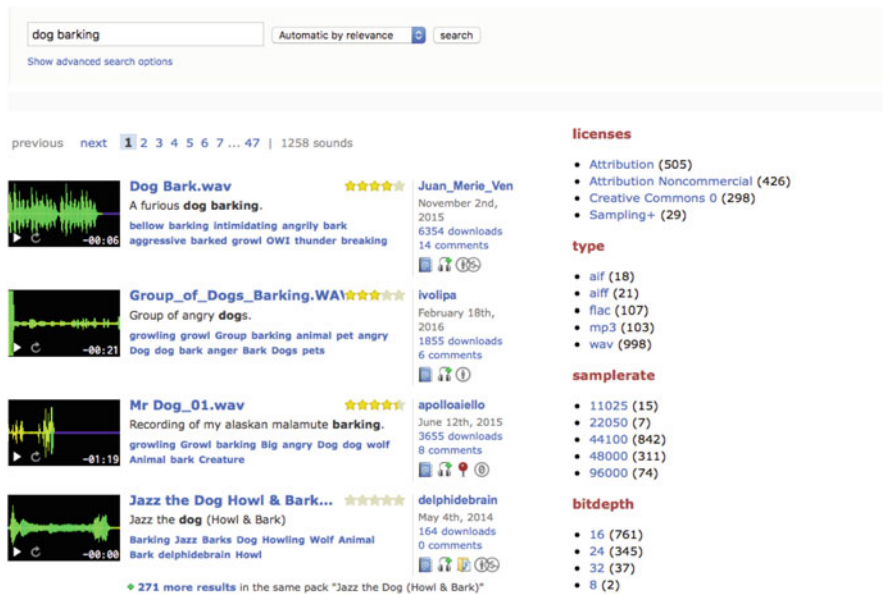 dog barking
Automatic by relevance
search
Show advanced search options
previous next 1 2 3 4 5 6 7 ... 47 | 1258 sounds
Dog Bark.wav
A furious dog barking.
bellow barking intimidating angrily bark
aggressive barked growl OWI thunder breaking
-00:06
Juan_Merie_Ven
November 2nd,
2015
6354 downloads
14 comments
Group_of_Dogs_Barking.WAV
Group of angry dogs.
growling growl Group barking animal pet angry
Dog dog bark anger Bark Dogs pets
-00:21
ivolipa
February 18th,
2016
1855 downloads
6 comments
Mr Dog_01.wav
Recording of my alaskan malamute barking.
growling Growl barking Big angry Dog dog wolf
Animal bark Creature
-01:19
apolloaiello
June 12th, 2015
3655 downloads
8 comments
Jazz the Dog Howl & Bark...
Jazz the dog (Howl & Bark)
Barking Jazz Barks Dog Howling Wolf Animal
Bark delphidebrain Howl
-00:00
delphidebrain
May 4th, 2014
164 downloads
0 comments
271 more results in the same pack "Jazz the Dog (Howl & Bark)"
licenses
Attribution (505)
Attribution Noncommercial (426)
Creative Commons 0 (298)
Sampling+ (29)
type
aif (18)
aiff (21)
flac (107)
mp3 (103)
wav (998)
samplerate
11025 (15)
22050 (7)
44100 (842)
48000 (311)
96000 (74)
bitdepth
16 (761)
24 (345)
32 (37)
8 (2)